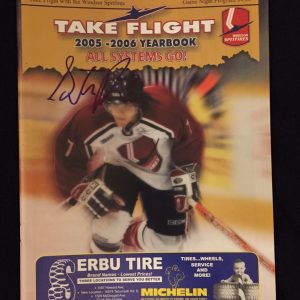 Take Flight with the Windsor Spitfires
Game Night Program
TAKE FLIGHT
2005 -2006 YEARBOOK
ALL SYSTEMS GO!
WINDSOR
SPITFIRES
7
ERBU TIRE
Brand Names - Lowest Prices!
THREE LOCATIONS TO SERVE YOU BETTER
TIRES...WHEELS,
SERVICE
AND
MORE!
MICHELIN